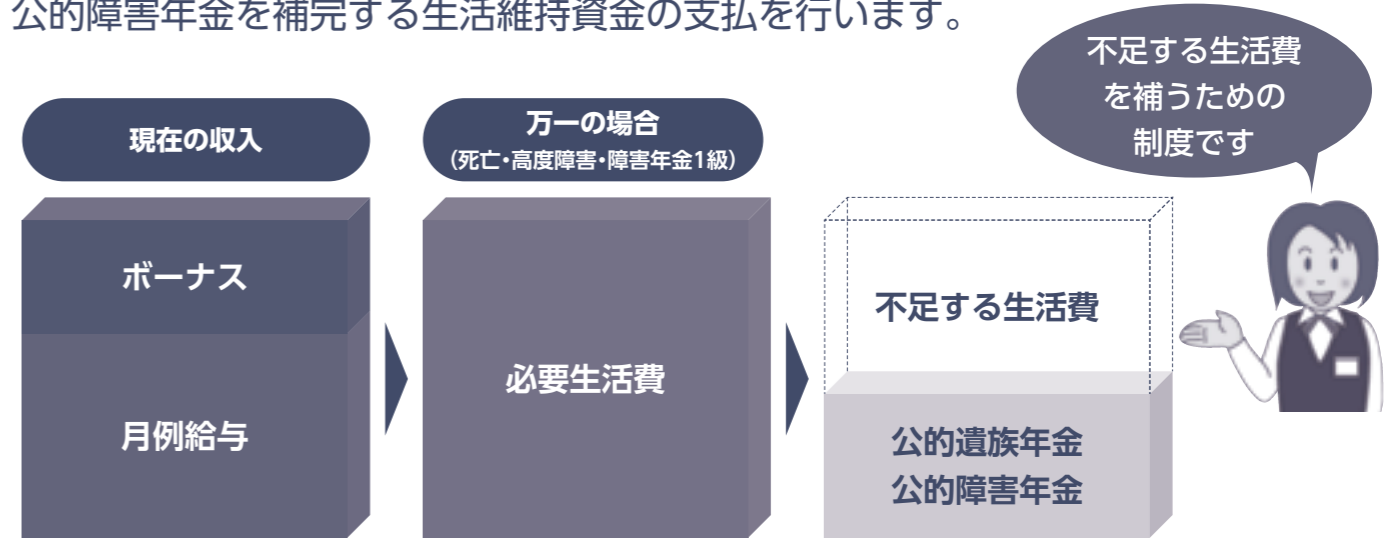 公的障害年金を補完する生活維持資金の支払を行います。
不足する生活費
を補うための
制度です
現在の収入
万一の場合
(死亡・高度障害・障害年金1級)
ボーナス
月例給与
必要生活費
不足する生活費
公的遺族年金
公的障害年金